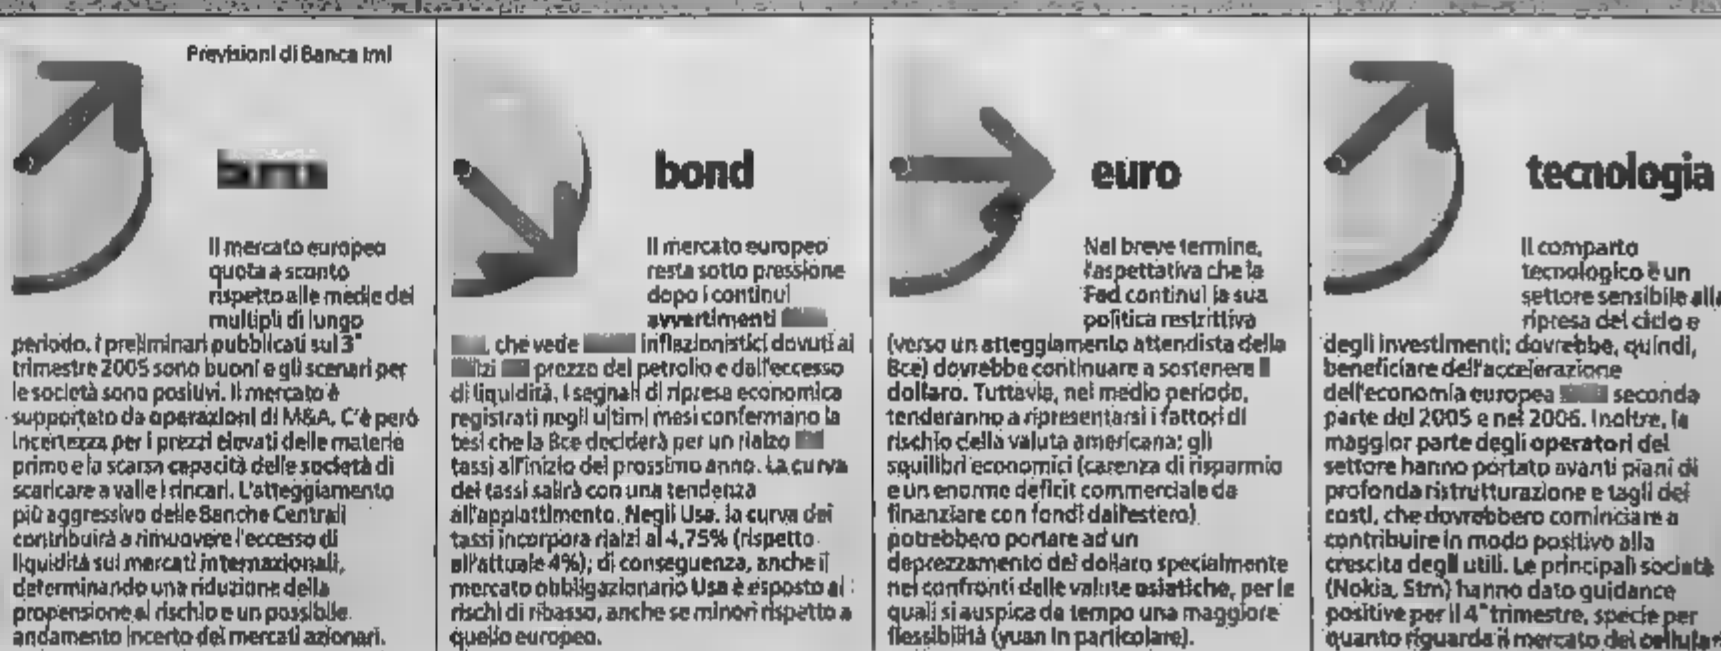 Previsioni di Banca Imi
Il mercato europeo
quota a sconto
rispetto alle medie dei
multipli di lungo
periodo. I preliminari pubblicati sul 3°
trimestre 2005 sono buoni e gli scenari per
le società sono positivi. Il mercato è
supportato da operazioni di M&A. C'è però
incertezza per i prezzi elevati delle materie
prime e la scarsa capacità delle società di
scaricare a valle i rincari. L'atteggiamento
più aggressivo delle Banche Centrali
contribuirà a rimuovere l'eccesso di
liquidità sui mercati internazionali,
determinando una riduzione della
propensione al rischio e un possibile
andamento incerto dei mercati azionari.
bond
Il mercato europeo
resta sotto pressione
dopo i continui
avvertimenti
, che vede inflazionistici dovuti ai
prezzo del petrolio e dall'eccesso
di liquidità. I segnali di ripresa economica
registrati negli ultimi mesi confermano la
tesi che la Bce deciderà per un rialzo
tassi all'inizio del prossimo anno. La curva
dei tassi salirà con una tendenza
all'appiattimento. Negli Usa, la curva dei
tassi incorpora rialzi al 4,75% (rispetto
all'attuale 4%); di conseguenza, anche il
mercato obbligazionario Usa è esposto ai
rischi di ribasso, anche se minori rispetto a
quello europeo.
euro
Nel breve termine,
l'aspettativa che la
Fed continui la sua
politica restrittiva
(verso un atteggiamento attendista della
Bce) dovrebbe continuare a sostenere il
dollaro. Tuttavia, nel medio periodo,
tenderanno a ripresentarsi i fattori di
rischio della valuta americana: gli
squilibri economici (carenza di risparmio
e un enorme deficit commerciale da
finanziare con fondi dall'estero)
potrebbero portare ad un
deprezzamento del dollaro specialmente
nei confronti delle valute asiatiche, per le
quali si auspica da tempo una maggiore
flessibilità (yuan in particolare).
tecnologia
Il comparto
tecnologico è un
settore sensibile alla
ripresa del ciclo e
degli investimenti; dovrebbe, quindi,
beneficiare dell'accelerazione
dell'economia europea seconda
parte del 2005 e nel 2006. Inoltre, la
maggior parte degli operatori del
settore hanno portato avanti piani di
profonda ristrutturazione e tagli dei
costi, che dovrebbero cominciare a
contribuire in modo positivo alla
crescita degli utili. Le principali società
(Nokia, Stm) hanno dato guidance
positive per il 4° trimestre, specie per
quanto riguarda il mercato dei